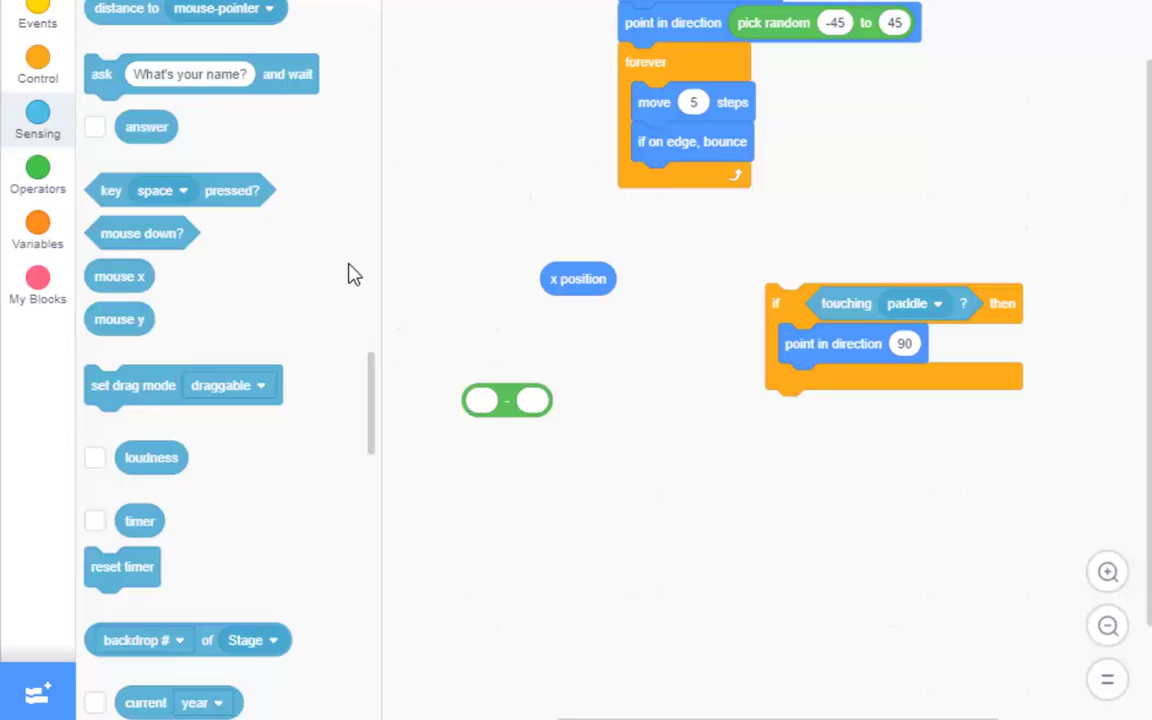 Events
Control
Sensing
Operators
Variables
My Blocks
distance to mouse-pointer
ask What's your name? and wait
answer
key space pressed?
mouse down?
mouse x
mouse y
set drag mode draggable
loudness
timer
reset timer
backdrop # of Stage
current year
point in direction pick random -45 to 45
forever
move 5 steps
if on edge, bounce
x position
-
if touching paddle ? then
point in direction 90